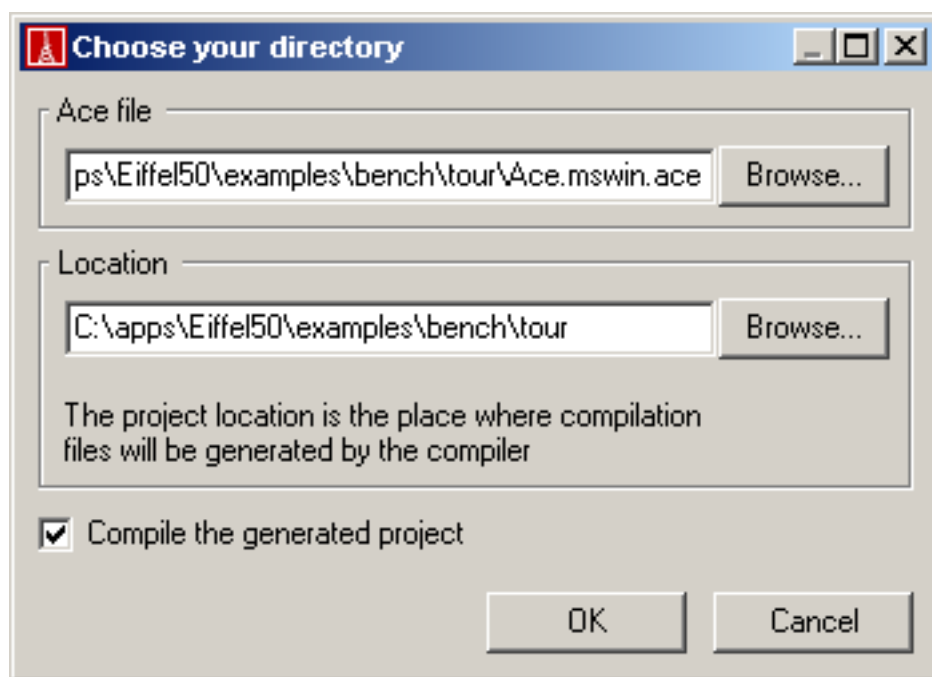 Choose your directory
Ace file
ps\Eiffel50\examples\bench\tour\Ace.mswin.ace
Browse...
Location
C:\apps\Eiffel50\examples\bench\tour
Browse...
The project location is the place where compilation
files will be generated by the compiler
Compile the generated project
OK
Cancel